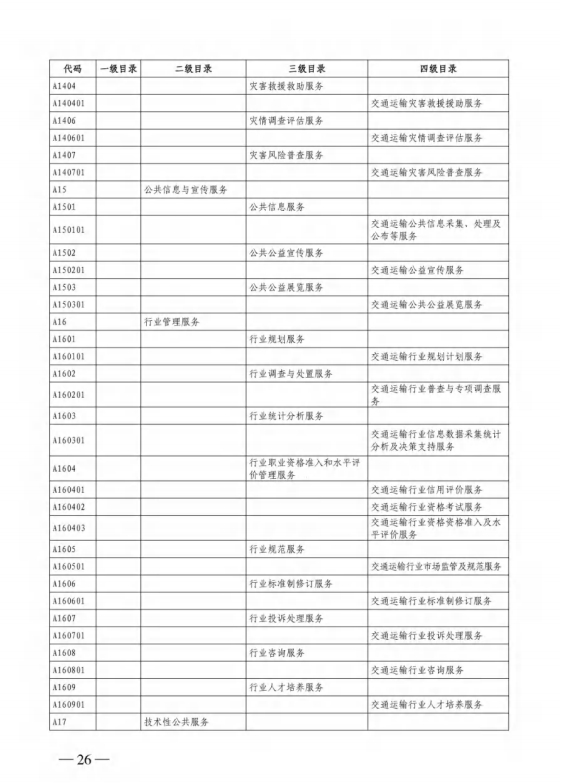 代码 一级目录 二级目录 三级目录 四级目录
A1404 灾害救援救助服务
A140401 交通运输灾害救援援助服务
A1406 灾情调查评估服务
A140601 交通运输灾情调查评估服务
A1407 灾害风险普查服务
A140701 交通运输灾害风险普查服务
A15 公共信息与宣传服务
A1501 公共信息服务
A150101 交通运输公共信息采集、处理及
公布等服务
A1502 公共公益宣传服务
A150201 交通运输公益宣传服务
A1503 公共公益展览服务
A150301 交通运输公共公益展览服务
A16 行业管理服务
A1601 行业规划服务
A160101 交通运输行业规划计划服务
A1602 行业调查与处置服务
A160201 交通运输行业普查与专项调查服
务
A1603 行业统计分析服务
A160301 交通运输行业信息数据采集统计
分析及决策支持服务
A1604 行业职业资格准入和水平评
价管理服务
A160401 交通运输行业信用评价服务
A160402 交通运输行业资格考试服务
A160403 交通运输行业资格资格准入及水
平评价服务
A1605 行业规范服务
A160501 交通运输行业市场监管及规范服务
A1606 行业标准制修订服务
A160601 交通运输行业标准制修订服务
A1607 行业投诉处理服务
A160701 交通运输行业投诉处理服务
A1608 行业咨询服务
A160801 交通运输行业咨询服务
A1609 行业人才培养服务
A160901 交通运输行业人才培养服务
A17 技术性公共服务
— 26 —